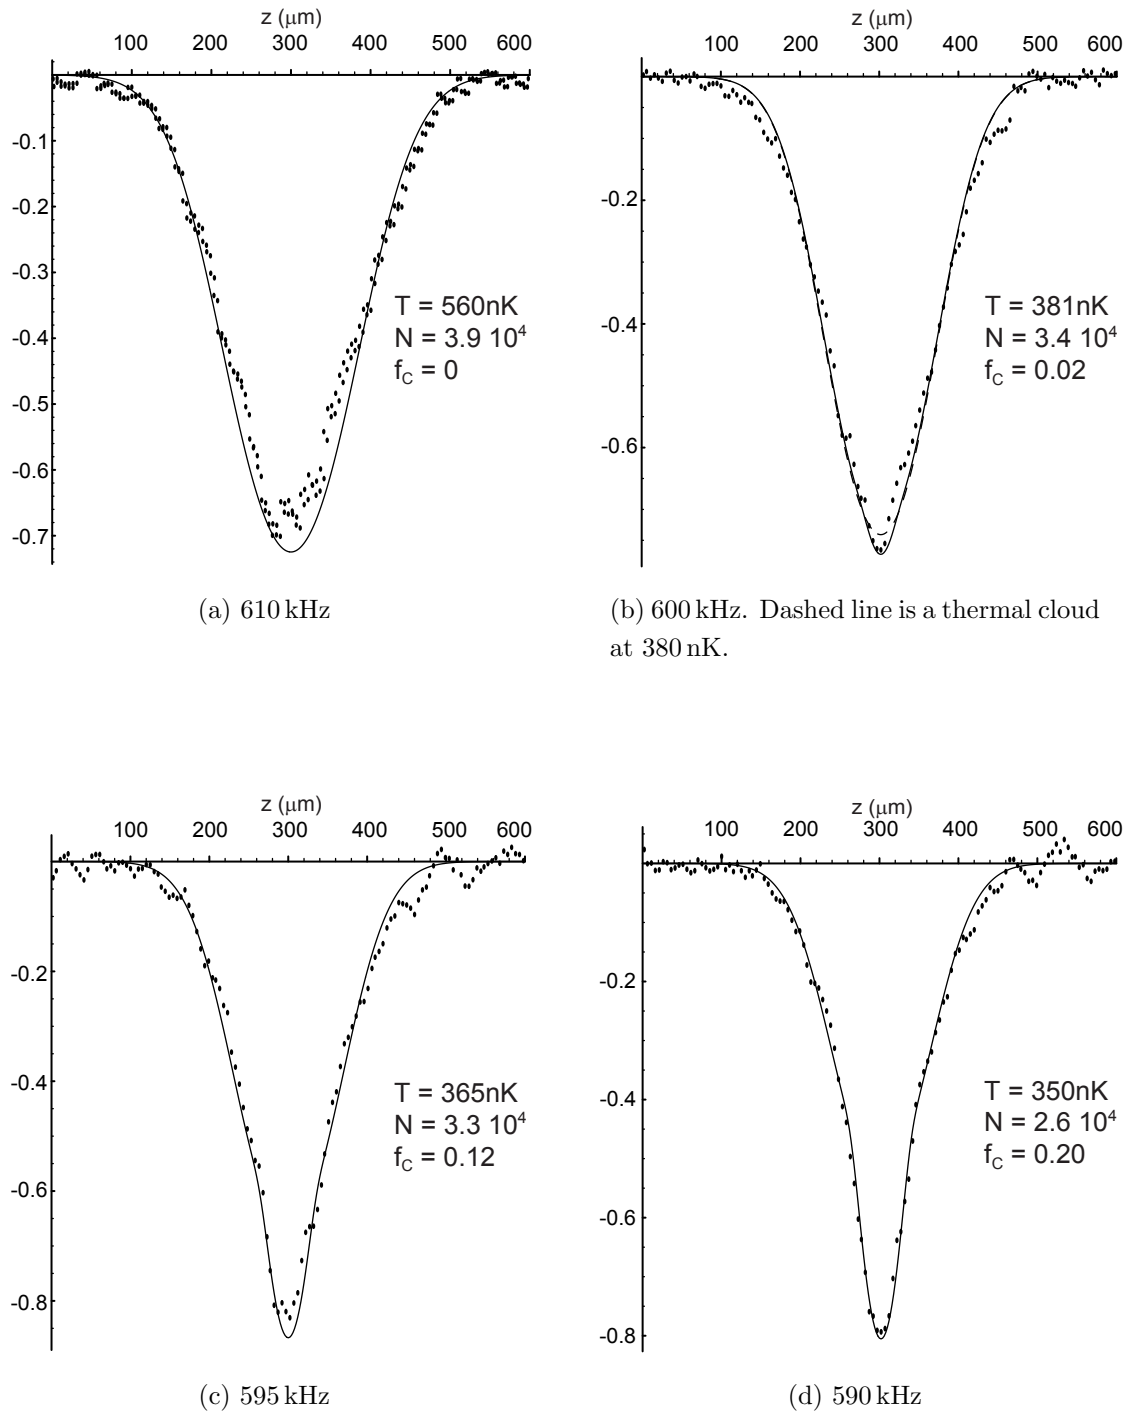 z (μm)
100 200 300 400 500 600
-0.1
-0.2
-0.3
-0.4
-0.5
-0.6
-0.7
T = 560nK
N = 3.9 10⁴
f_C = 0
(a) 610 kHz
z (μm)
100 200 300 400 500 600
-0.2
-0.4
-0.6
T = 381nK
N = 3.4 10⁴
f_C = 0.02
(b) 600 kHz. Dashed line is a thermal cloud
at 380 nK.
z (μm)
100 200 300 400 500 600
-0.2
-0.4
-0.6
-0.8
T = 365nK
N = 3.3 10⁴
f_C = 0.12
(c) 595 kHz
z (μm)
100 200 300 400 500 600
-0.2
-0.4
-0.6
-0.8
T = 350nK
N = 2.6 10⁴
f_C = 0.20
(d) 590 kHz